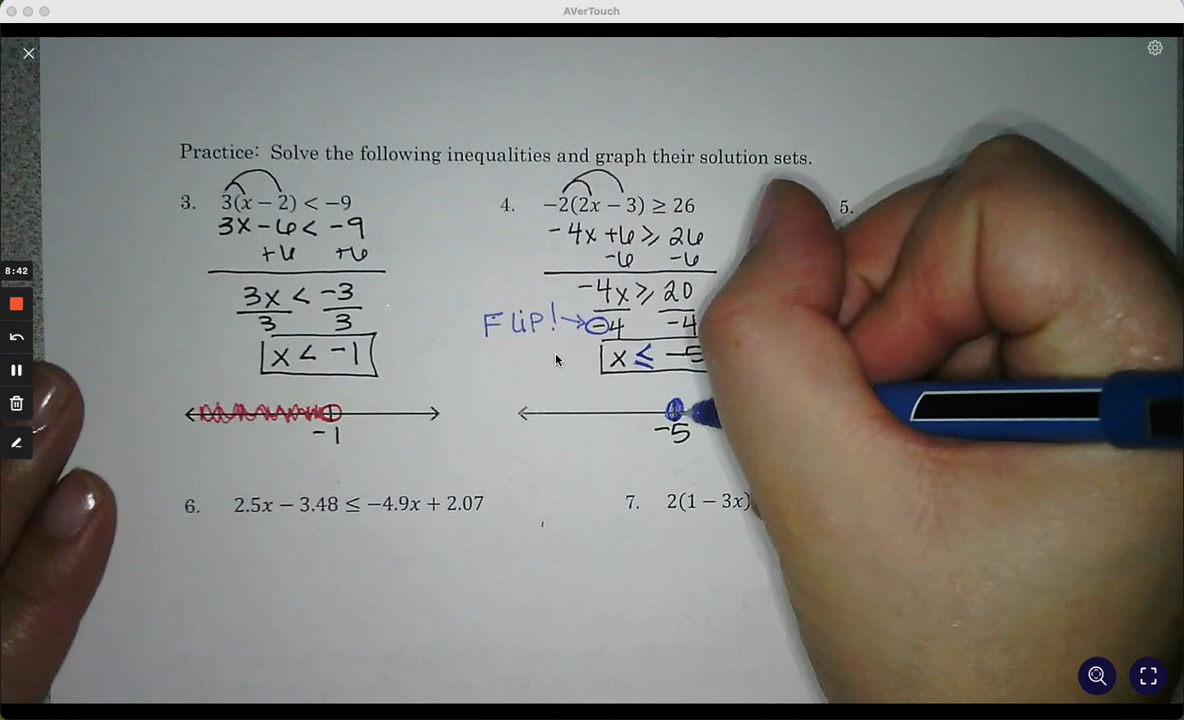 AVerTouch
Practice: Solve the following inequalities and graph their solution sets.
3. 3(x − 2) < −9
3x − 6 < −9
+6 +6
3x < −3
3 3
x < −1
−1
4. −2(2x − 3) ≥ 26
−4x + 6 ≥ 26
−6 −6
−4x ≥ 20
FLIP! → −4 −4
x ≤ −5
−5
5.
6. 2.5x − 3.48 ≤ −4.9x + 2.07
7. 2(1 − 3x)
8:42